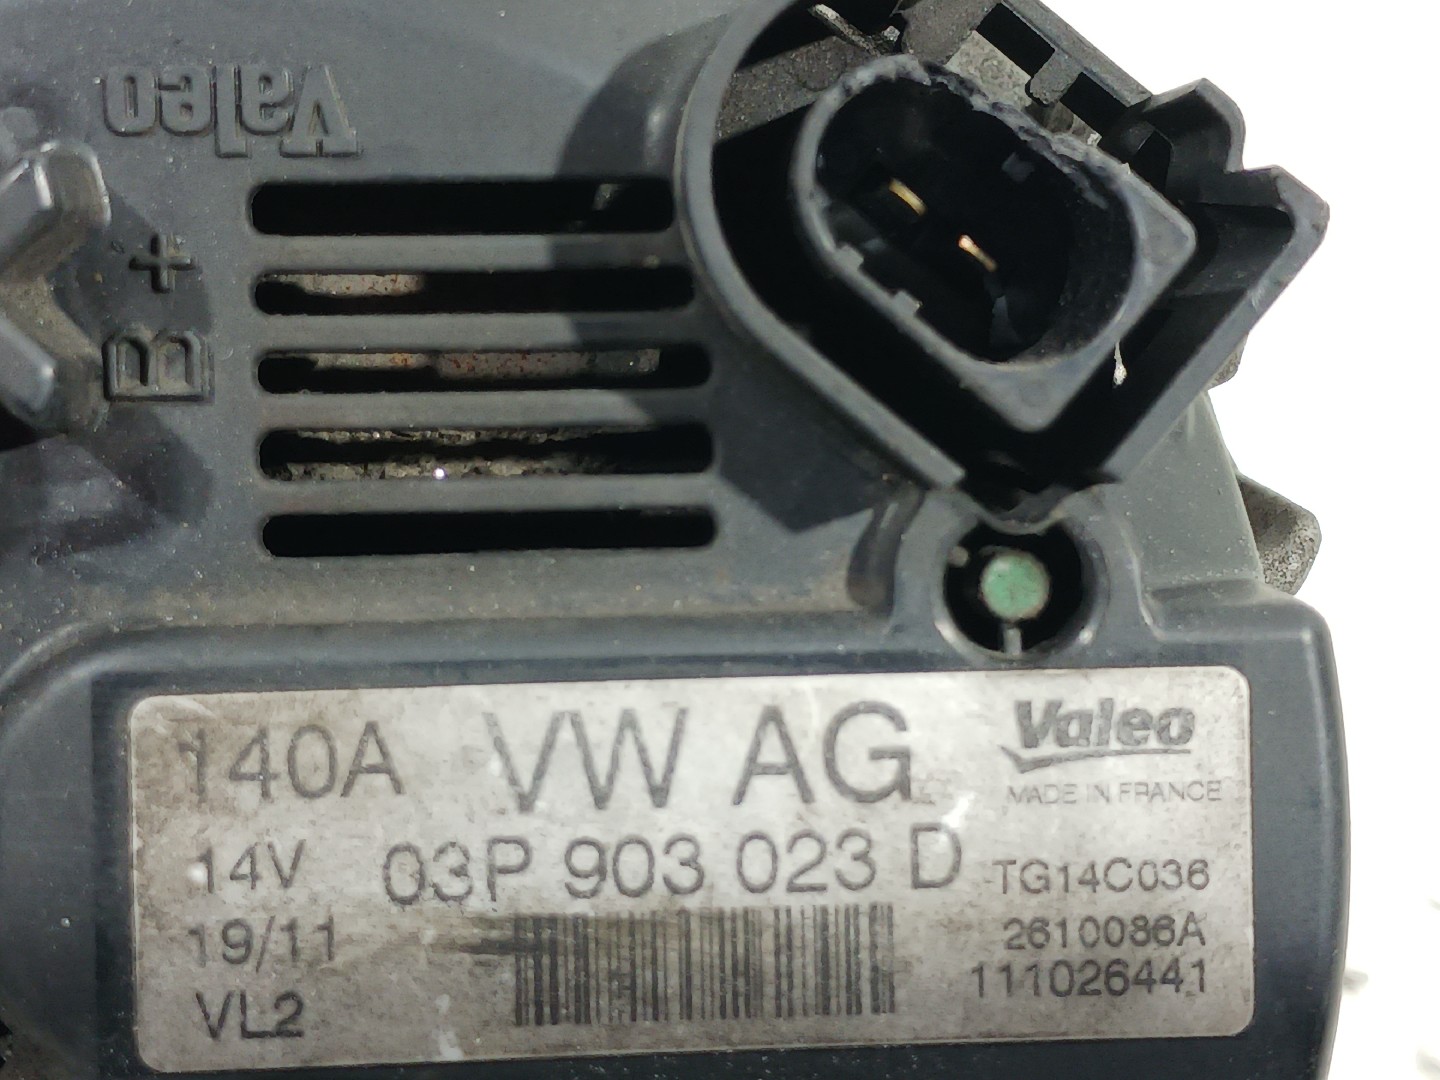 Valeo
B+
140A VW AG Valeo
MADE IN FRANCE
14V 03P 903 023 D TG14C036
19/11 2610086A
VL2 111026441